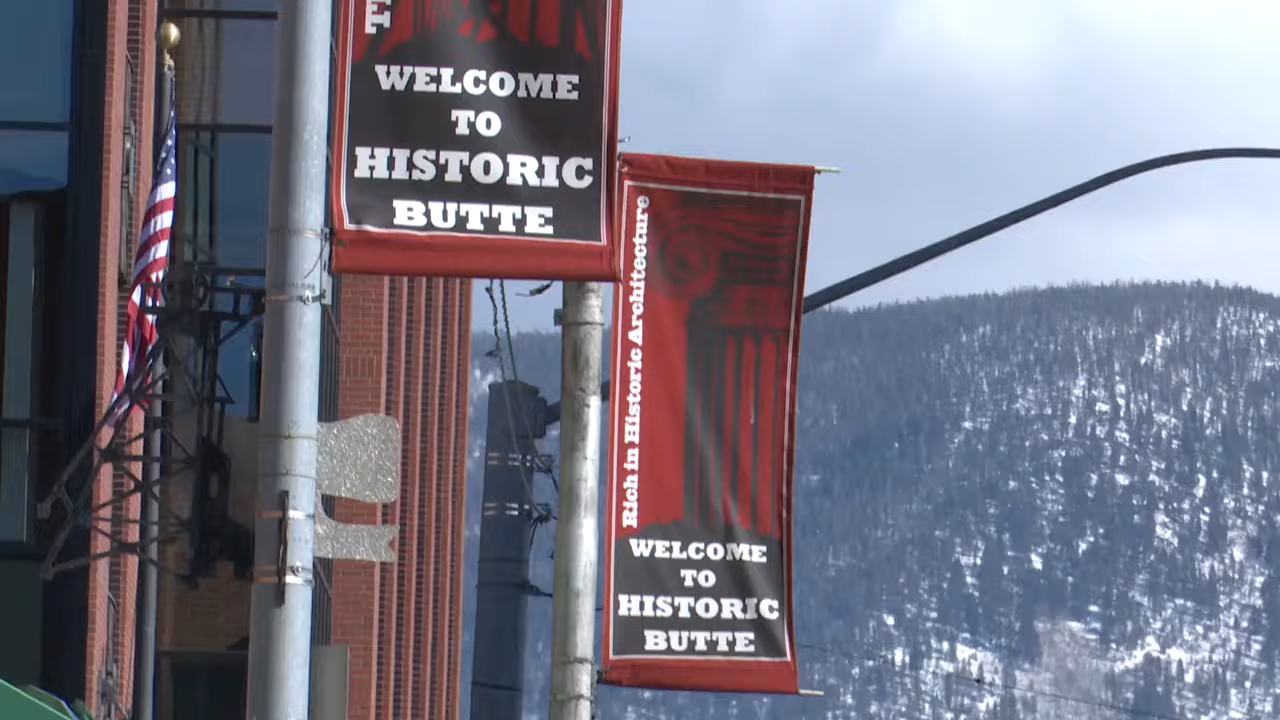 WELCOME
TO
HISTORIC
BUTTE
Rich in Historic Architecture
WELCOME
TO
HISTORIC
BUTTE